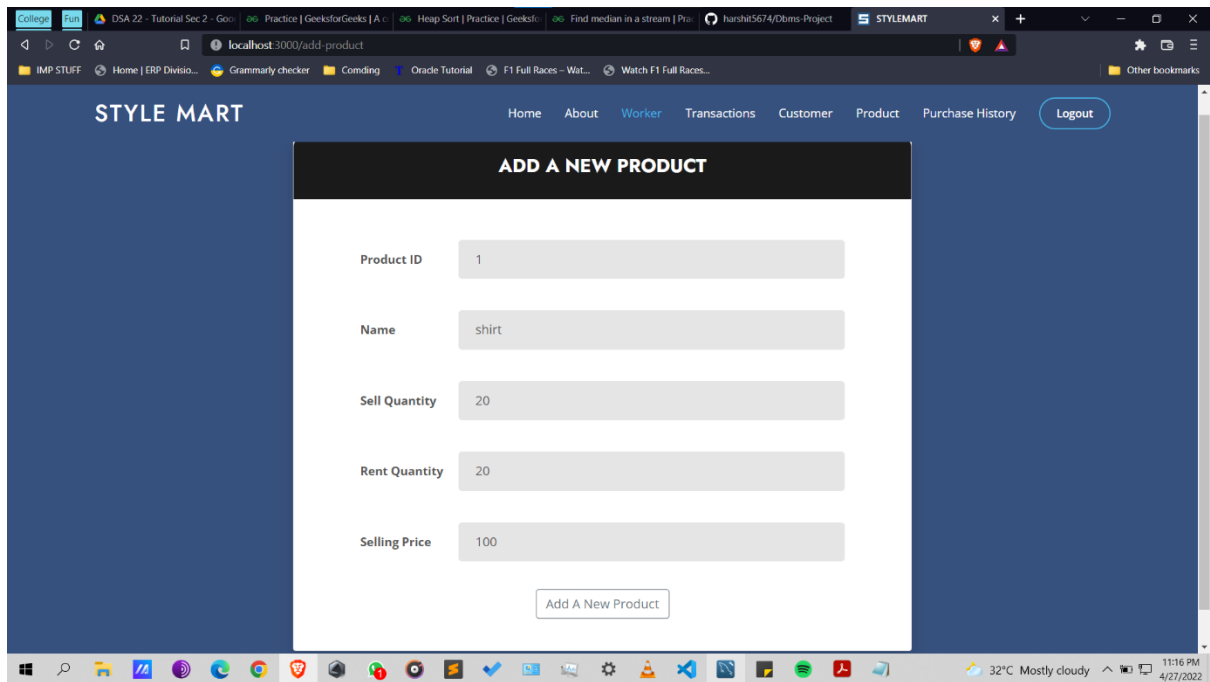 College Fun DSA 22 - Tutorial Sec 2 - Goo Practice | GeeksforGeeks | A c Heap Sort | Practice | Geeksfo Find median in a stream | Prac harshit5674/Dbms-Project STYLEMART
localhost:3000/add-product
IMP STUFF Home | ERP Divisio... Grammarly checker Comding Oracle Tutorial F1 Full Races – Wat... Watch F1 Full Races... Other bookmarks
STYLE MART Home About Worker Transactions Customer Product Purchase History Logout
ADD A NEW PRODUCT
Product ID 1
Name shirt
Sell Quantity 20
Rent Quantity 20
Selling Price 100
Add A New Product
32°C Mostly cloudy 11:16 PM
4/27/2022